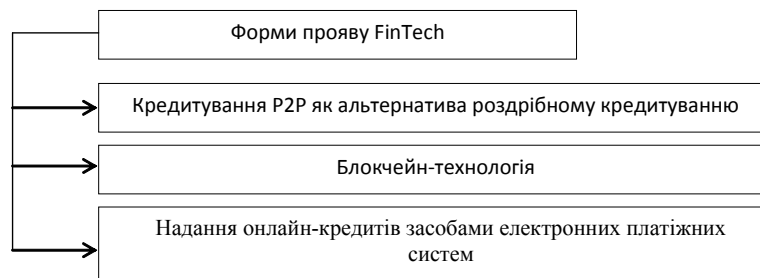 Форми прояву FinTech
Кредитування P2P як альтернатива роздрібному кредитуванню
Блокчейн-технологія
Надання онлайн-кредитів засобами електронних платіжних
систем